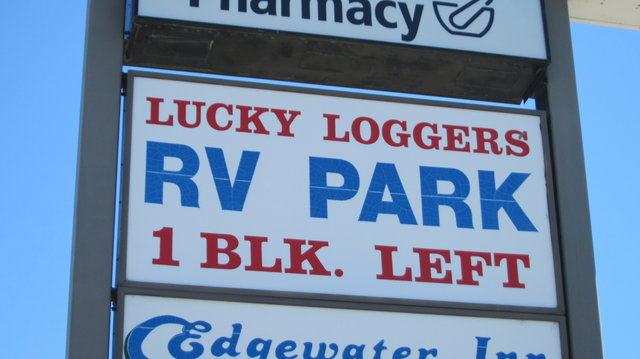 Pharmacy
LUCKY LOGGERS
RV PARK
1 BLK. LEFT
Edgewater Inn